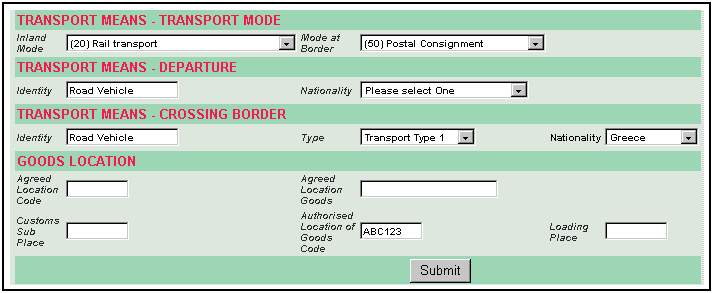 TRANSPORT MEANS - TRANSPORT MODE
Inland Mode (20) Rail transport Mode at Border (50) Postal Consignment
TRANSPORT MEANS - DEPARTURE
Identity Road Vehicle Nationality Please select One
TRANSPORT MEANS - CROSSING BORDER
Identity Road Vehicle Type Transport Type 1 Nationality Greece
GOODS LOCATION
Agreed Location Code Agreed Location Goods
Customs Sub Place Authorised Location of Goods Code ABC123 Loading Place
Submit